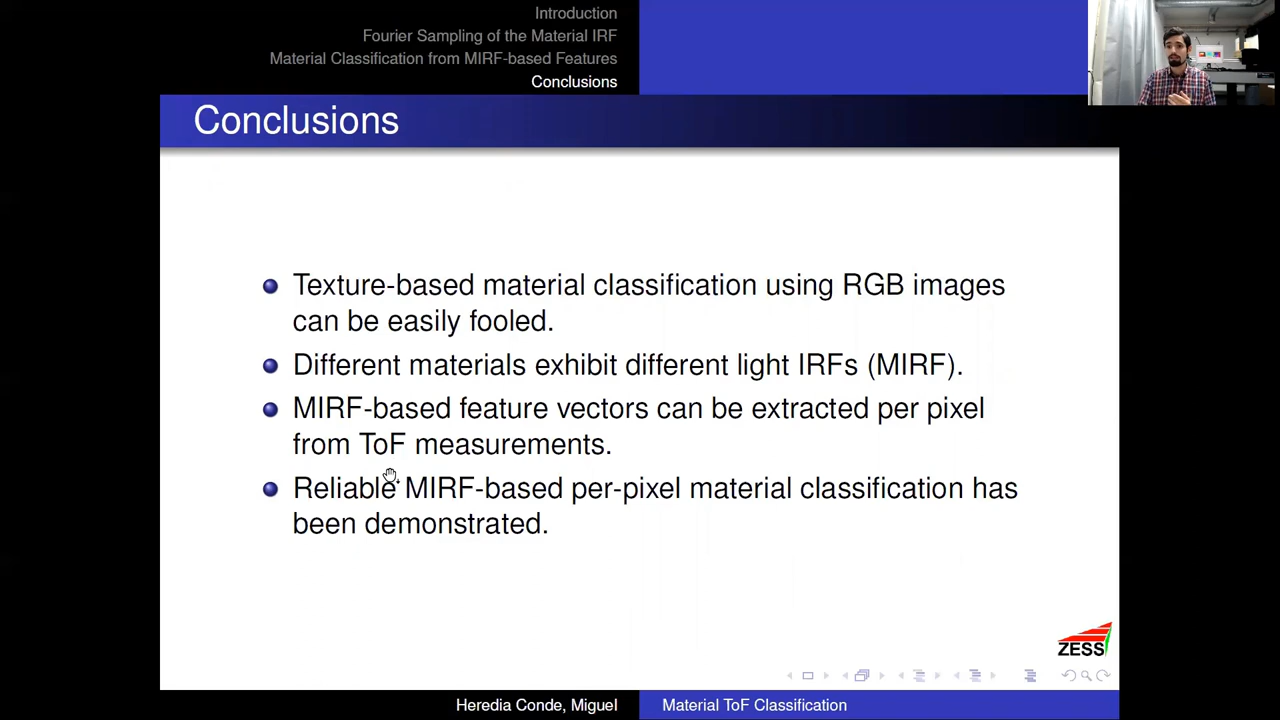 Introduction
Fourier Sampling of the Material IRF
Material Classification from MIRF-based Features
Conclusions
Conclusions
Texture-based material classification using RGB images
can be easily fooled.
Different materials exhibit different light IRFs (MIRF).
MIRF-based feature vectors can be extracted per pixel
from ToF measurements.
Reliable MIRF-based per-pixel material classification has
been demonstrated.
ZESS
Heredia Conde, Miguel
Material ToF Classification